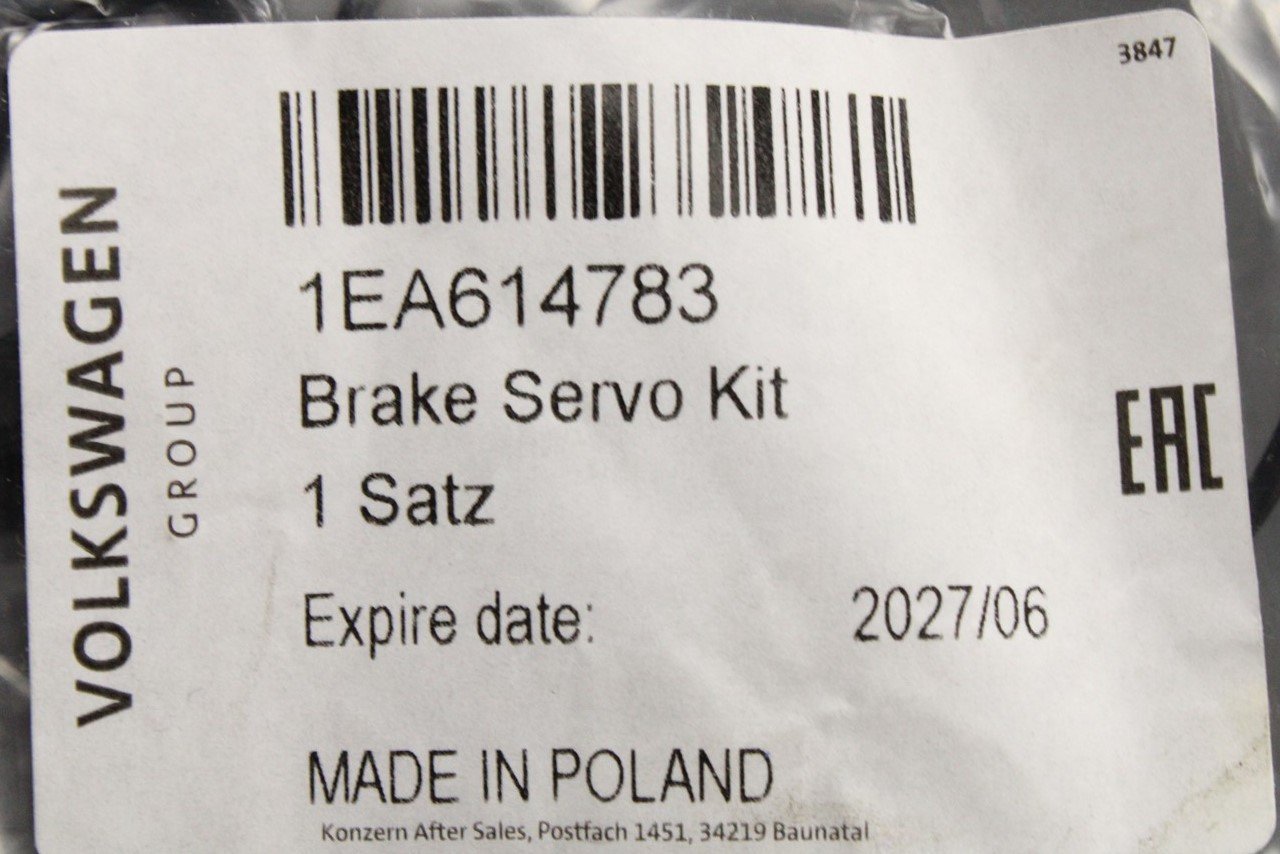 3847
VOLKSWAGEN
GROUP
1EA614783
Brake Servo Kit
1 Satz
EAC
Expire date: 2027/06
MADE IN POLAND
Konzern After Sales, Postfach 1451, 34219 Baunatal